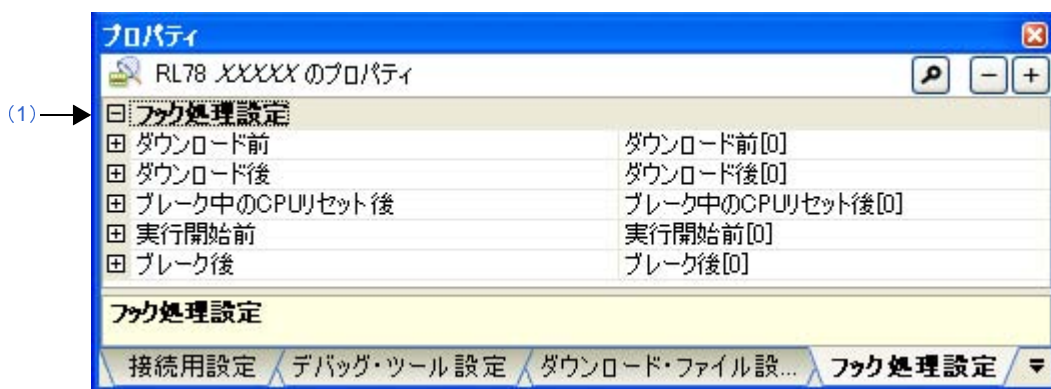 プロパティ
RL78 XXXXX のプロパティ
(1)
フック処理設定
ダウンロード前 ダウンロード前[0]
ダウンロード後 ダウンロード後[0]
ブレーク中のCPUリセット後 ブレーク中のCPUリセット後[0]
実行開始前 実行開始前[0]
ブレーク後 ブレーク後[0]
フック処理設定
接続用設定 デバッグ・ツール設定 ダウンロード・ファイル設... フック処理設定